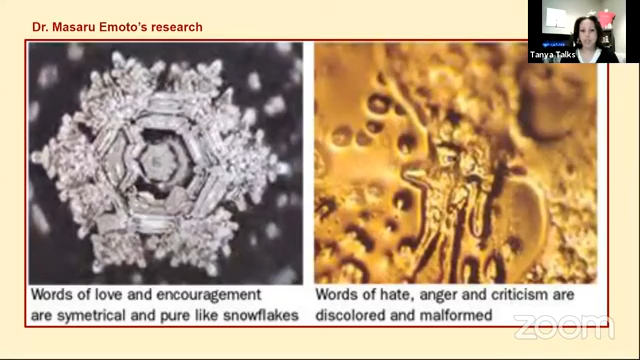 Dr. Masaru Emoto's research
Tanya Talks
Words of love and encouragement
are symetrical and pure like snowflakes
Words of hate, anger and criticism are
discolored and malformed
zoom